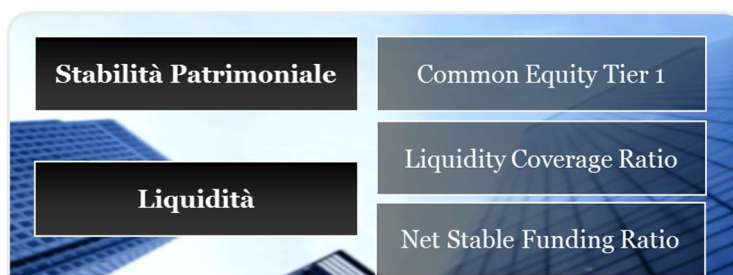 Stabilità Patrimoniale
Common Equity Tier 1
Liquidity Coverage Ratio
Liquidità
Net Stable Funding Ratio